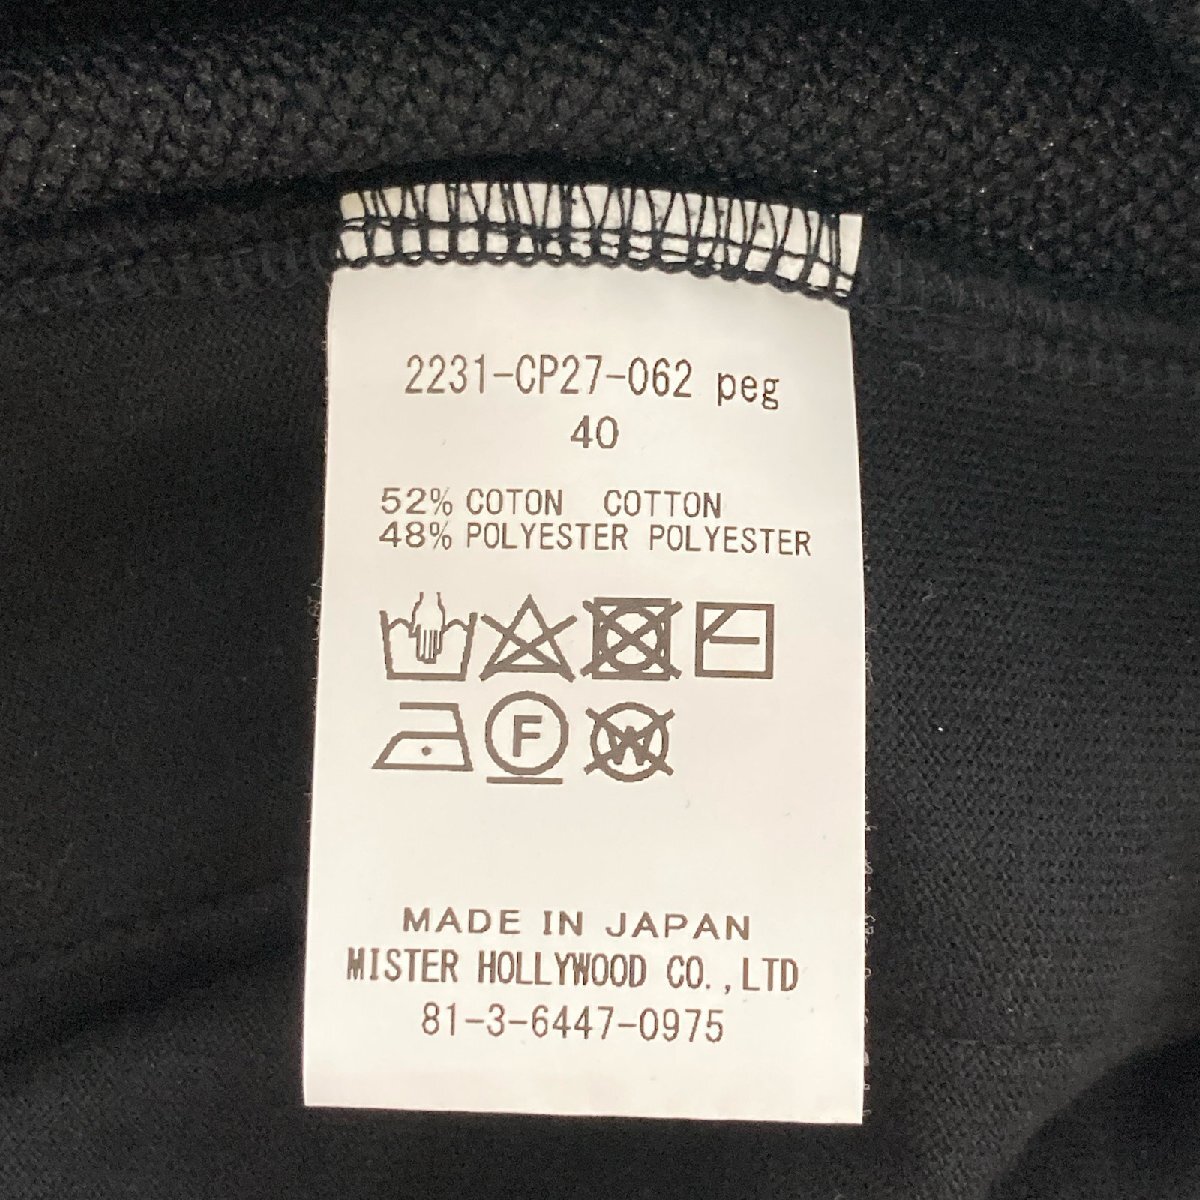 2231-CP27-062 peg
40
52% COTON COTTON
48% POLYESTER POLYESTER
F W
MADE IN JAPAN
MISTER HOLLYWOOD CO.,LTD
81-3-6447-0975